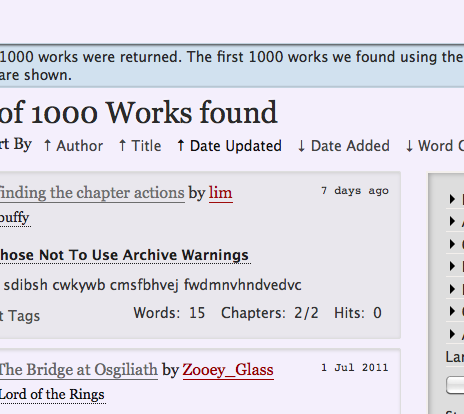 1000 works were returned. The first 1000 works we found using the
are shown.
of 1000 Works found
rt By ↑ Author ↑ Title ↑ Date Updated ↓ Date Added ↓ Word C
finding the chapter actions by lim 7 days ago
buffy
hose Not To Use Archive Warnings
sdibsh cwkywb cmsfbhvej fwdmnvhndvedvc
t Tags Words: 15 Chapters: 2/2 Hits: 0
The Bridge at Osgiliath by Zooey_Glass 1 Jul 2011
Lord of the Rings
Lar